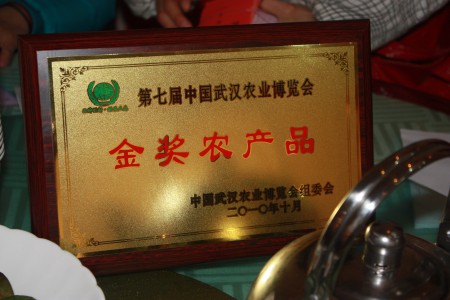 第七届中国武汉农业博览会
金奖农产品
中国武汉农业博览会组委会
二〇一〇年十月